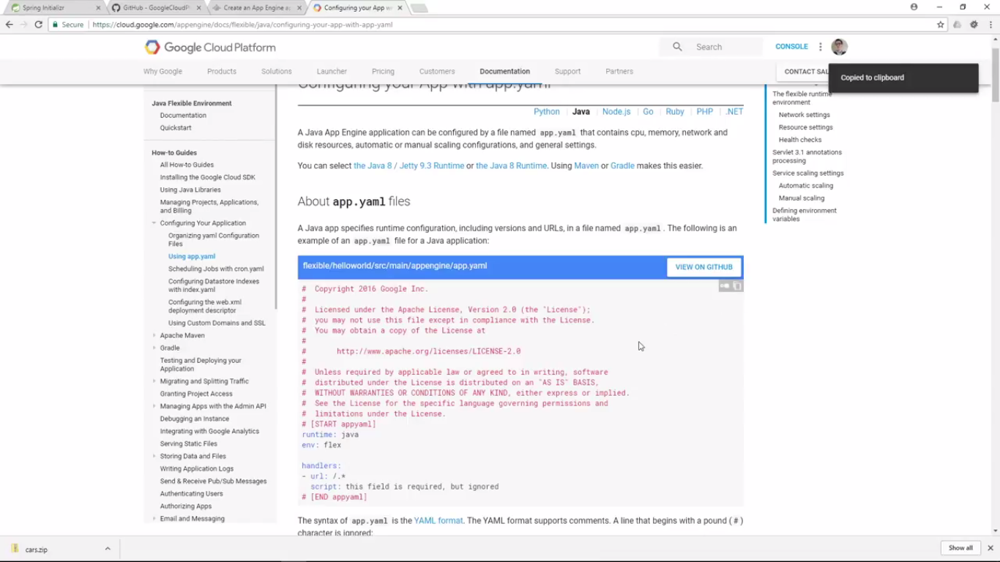 Spring Initializr
GitHub - GoogleCloudPl
Create an App Engine a
Configuring your App w
Secure
https://cloud.google.com/appengine/docs/flexible/java/configuring-your-app-with-app-yaml
Google Cloud Platform
Search
CONSOLE
Why Google
Products
Solutions
Launcher
Pricing
Customers
Documentation
Support
Partners
CONTACT SAL
Copied to clipboard
Java Flexible Environment
Documentation
Quickstart
How-to Guides
All How-to Guides
Installing the Google Cloud SDK
Using Java Libraries
Managing Projects, Applications,
and Billing
Configuring Your Application
Organizing yaml Configuration
Files
Using app.yaml
Scheduling Jobs with cron.yaml
Configuring Datastore Indexes
with index.yaml
Configuring the web.xml
deployment descriptor
Using Custom Domains and SSL
Apache Maven
Gradle
Testing and Deploying your
Application
Migrating and Splitting Traffic
Granting Project Access
Managing Apps with the Admin API
Debugging an Instance
Integrating with Google Analytics
Serving Static Files
Storing Data and Files
Writing Application Logs
Send & Receive Pub/Sub Messages
Authenticating Users
Authorizing Apps
Email and Messaging
Configuring your App with app.yaml
Python | Java | Node.js | Go | Ruby | PHP | .NET
A Java App Engine application can be configured by a file named app.yaml that contains cpu, memory, network and
disk resources, automatic or manual scaling configurations, and general settings.
You can select the Java 8 / Jetty 9.3 Runtime or the Java 8 Runtime. Using Maven or Gradle makes this easier.
About app.yaml files
A Java app specifies runtime configuration, including versions and URLs, in a file named app.yaml. The following is an
example of an app.yaml file for a Java application:
flexible/helloworld/src/main/appengine/app.yaml
VIEW ON GITHUB
# Copyright 2016 Google Inc.
#
# Licensed under the Apache License, Version 2.0 (the "License");
# you may not use this file except in compliance with the License.
# You may obtain a copy of the License at
#
# http://www.apache.org/licenses/LICENSE-2.0
#
# Unless required by applicable law or agreed to in writing, software
# distributed under the License is distributed on an "AS IS" BASIS,
# WITHOUT WARRANTIES OR CONDITIONS OF ANY KIND, either express or implied.
# See the License for the specific language governing permissions and
# limitations under the License.
# [START appyaml]
runtime: java
env: flex
handlers:
- url: /.*
script: this field is required, but ignored
# [END appyaml]
The syntax of app.yaml is the YAML format. The YAML format supports comments. A line that begins with a pound (#)
character is ignored:
The flexible runtime
environment
Network settings
Resource settings
Health checks
Servlet 3.1 annotations
processing
Service scaling settings
Automatic scaling
Manual scaling
Defining environment
variables
cars.zip
Show all